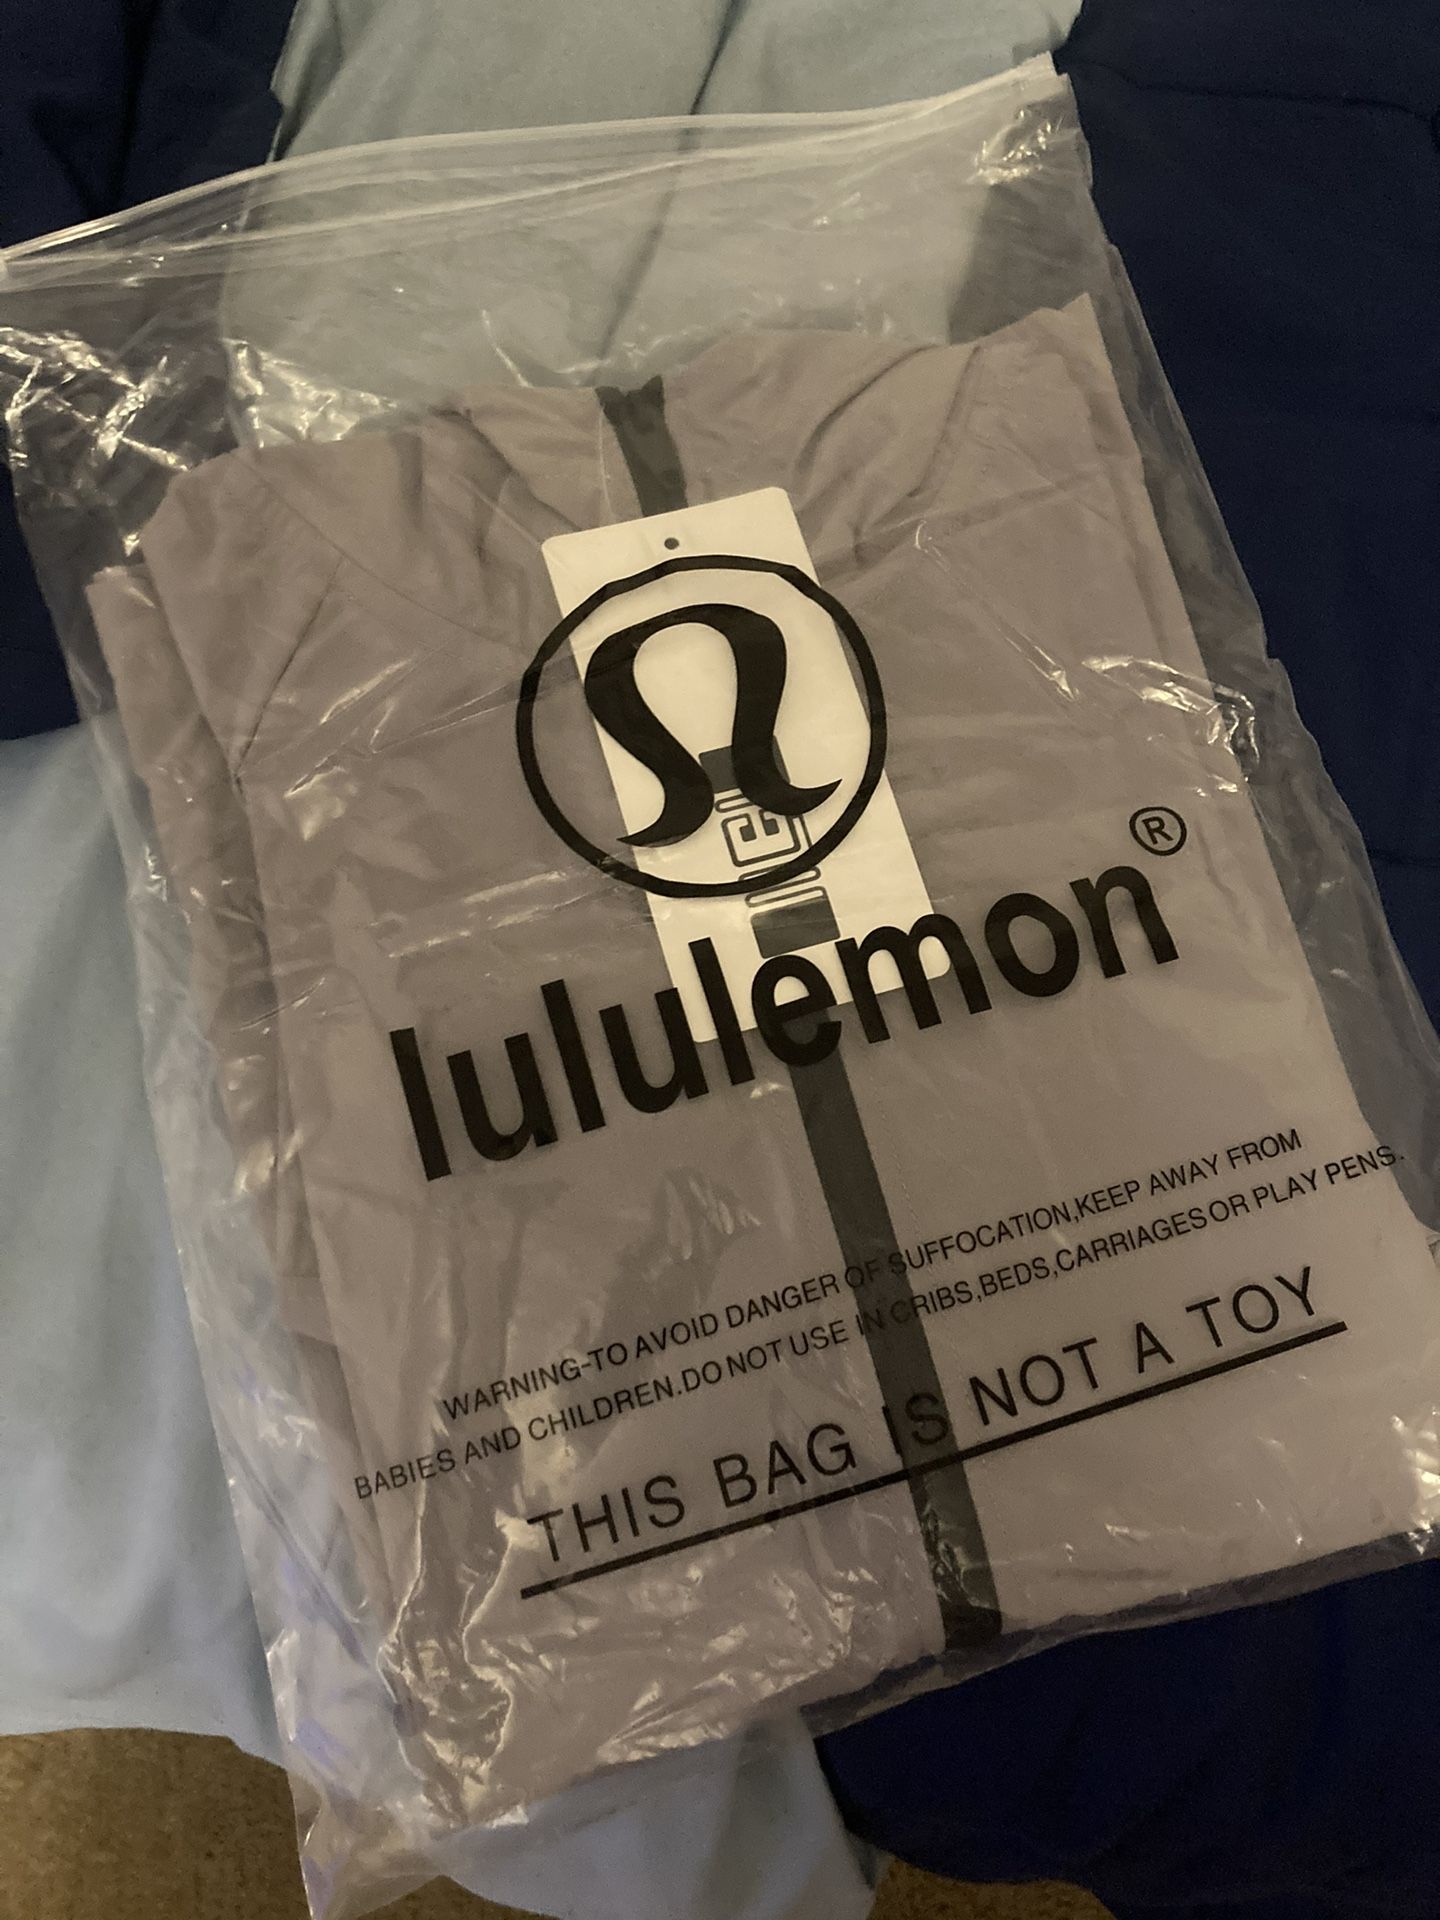 lululemon®
WARNING-TO AVOID DANGER OF SUFFOCATION,KEEP AWAY FROM
BABIES AND CHILDREN.DO NOT USE IN CRIBS,BEDS,CARRIAGES OR PLAY PENS.
THIS BAG IS NOT A TOY